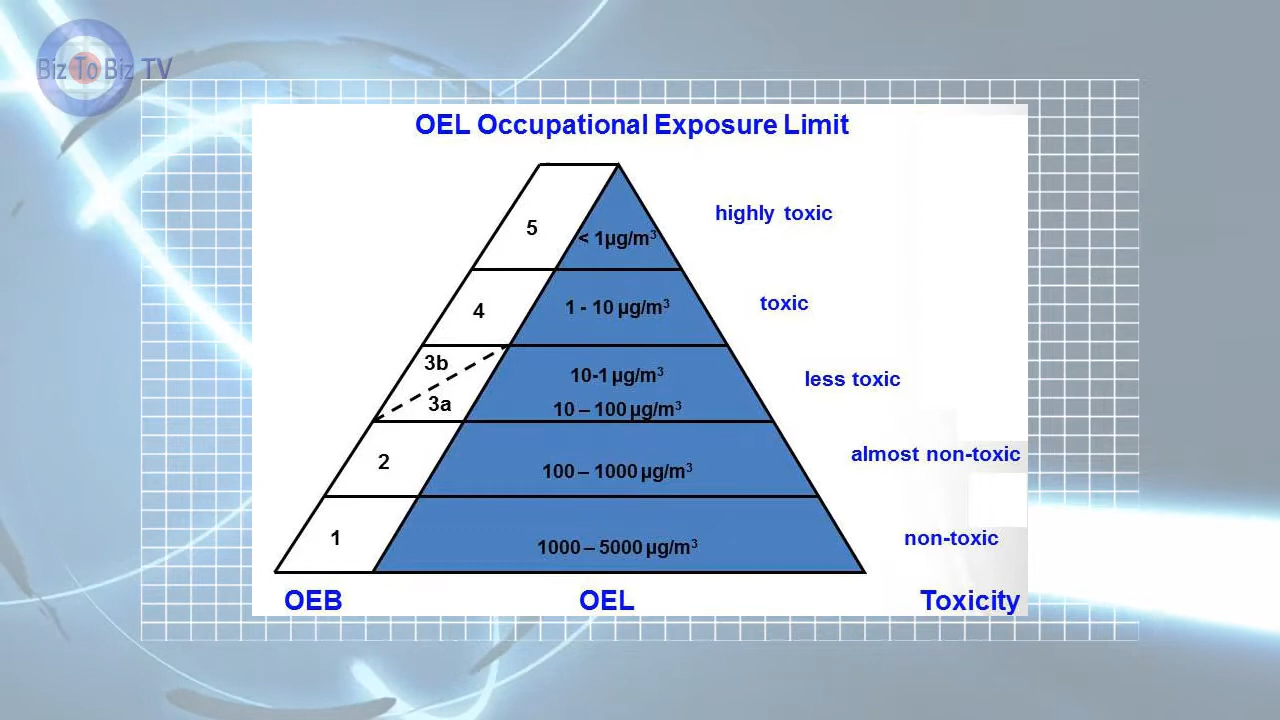 Biz To Biz TV
OEL Occupational Exposure Limit
5
< 1µg/m³
highly toxic
4
1 - 10 µg/m³
toxic
3b
10-1 µg/m³
less toxic
3a
10 – 100 µg/m³
2
100 – 1000 µg/m³
almost non-toxic
1
1000 – 5000 µg/m³
non-toxic
OEB
OEL
Toxicity